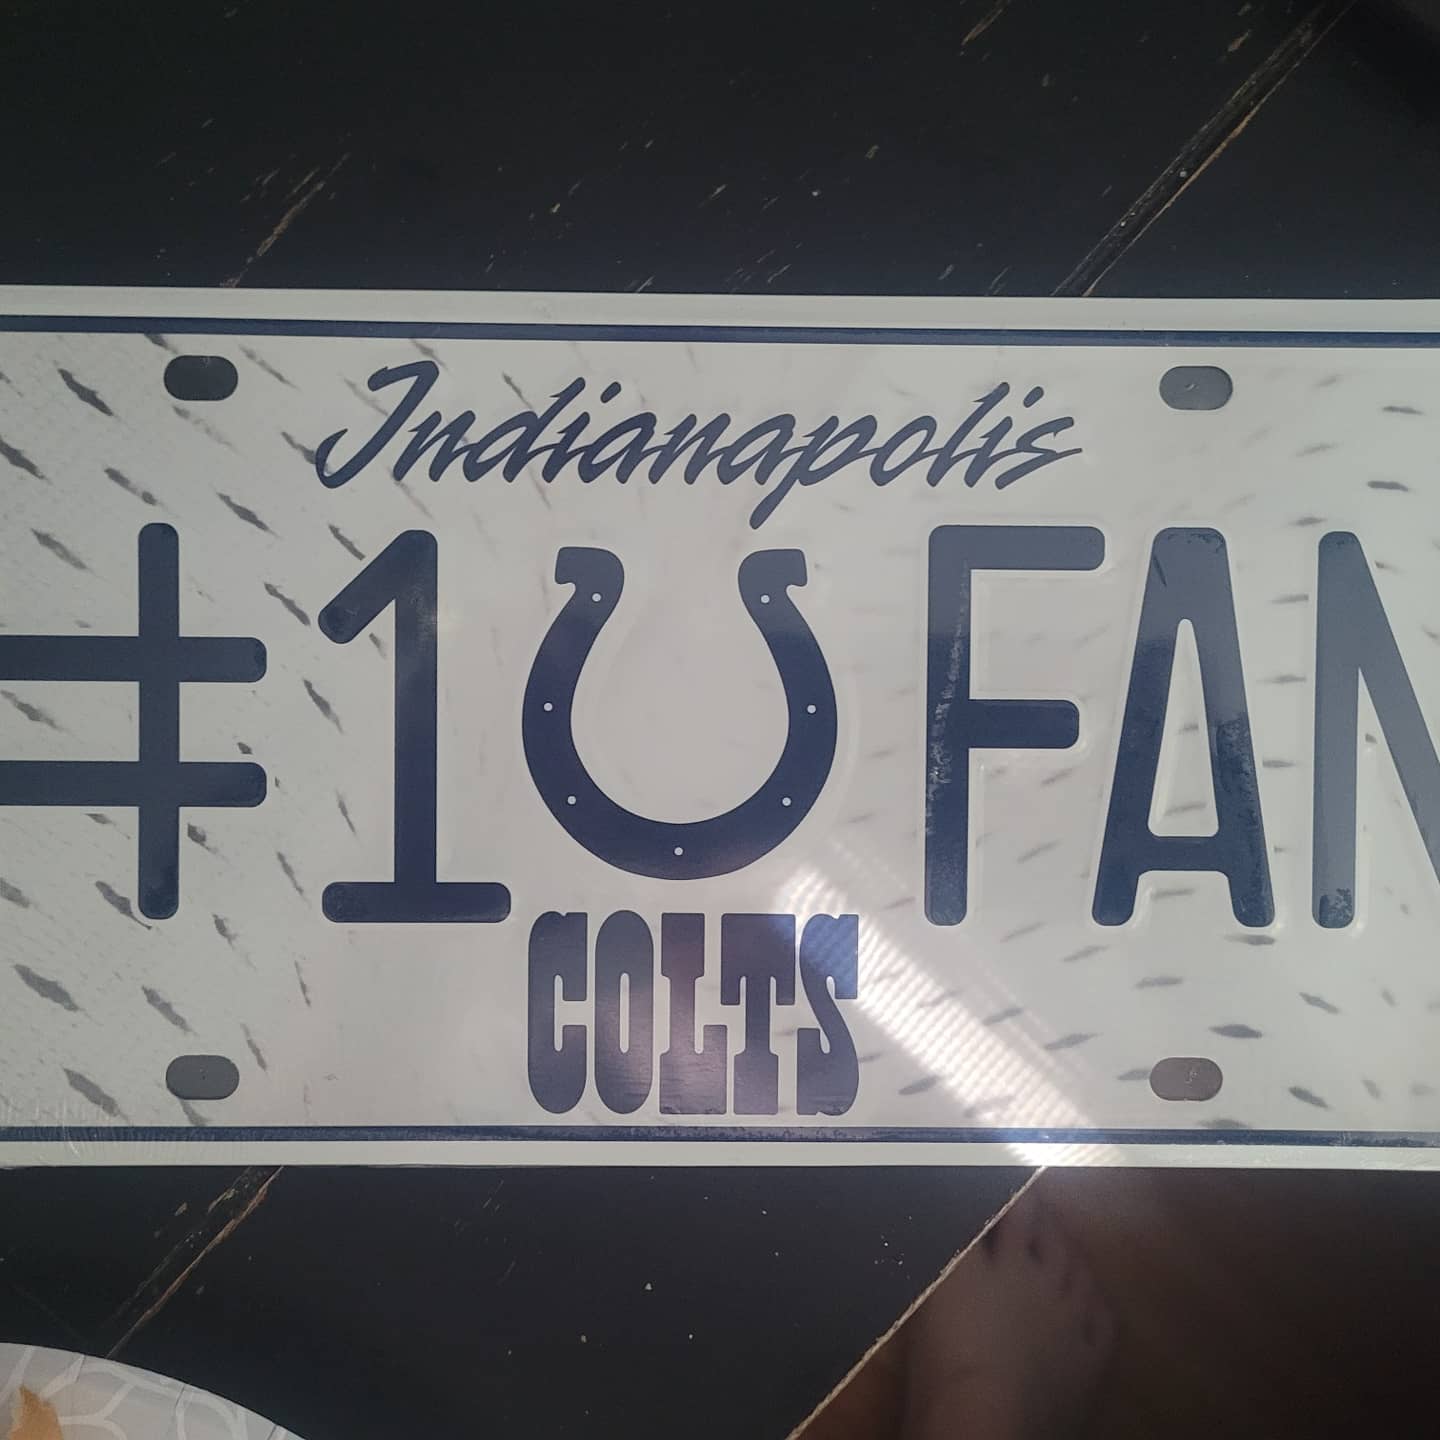 Indianapolis
#1 FAN
COLTS